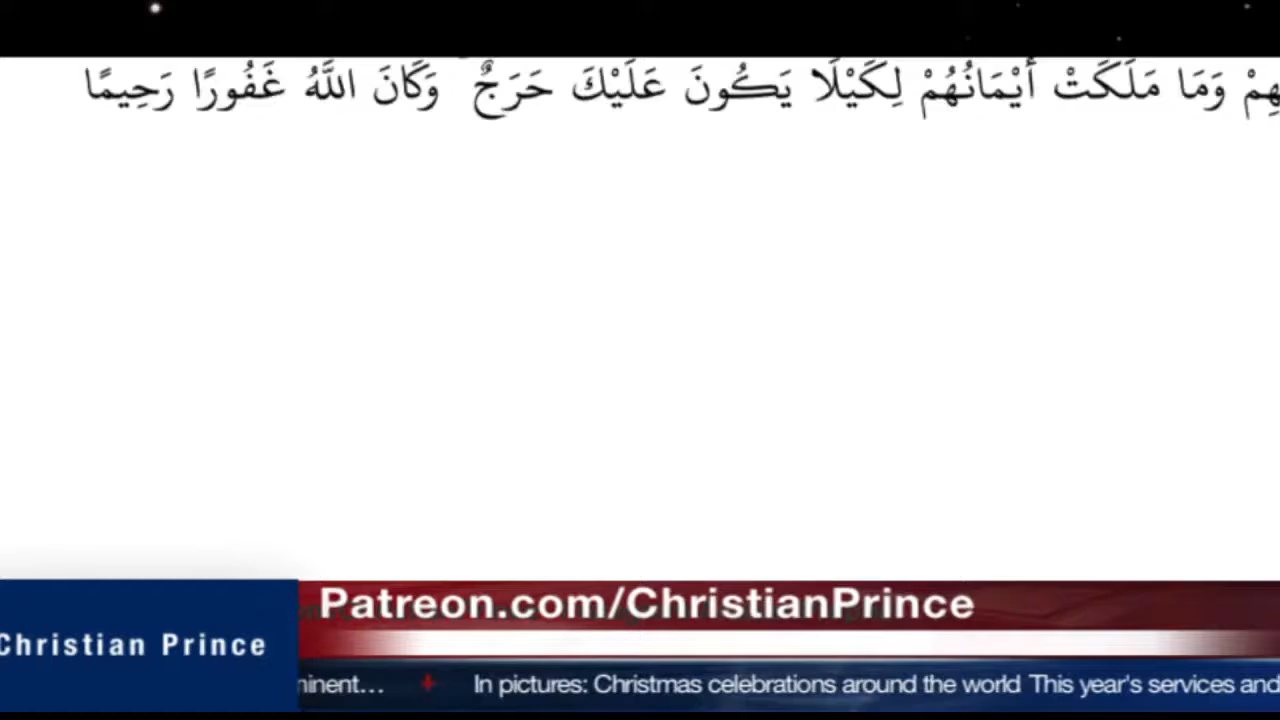 وَمَا مَلَكَتْ أَيْمَانُهُمْ لِكَيْلَا يَكُونَ عَلَيْكَ حَرَجٌ ۗ وَكَانَ اللَّهُ غَفُورًا رَحِيمًا
Patreon.com/ChristianPrince
Christian Prince
In pictures: Christmas celebrations around the world This year's services and